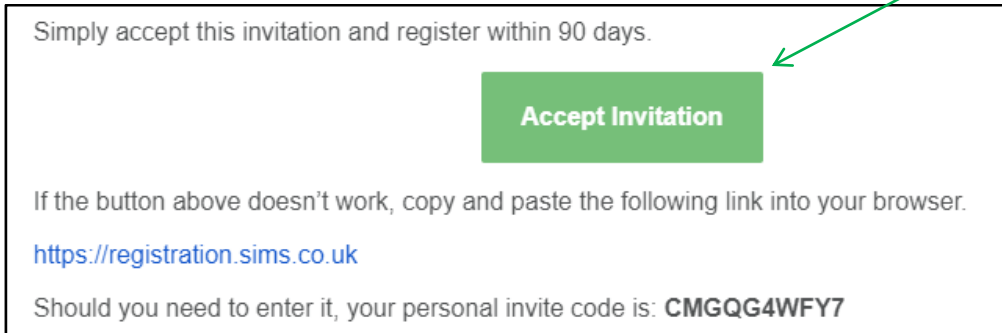 Simply accept this invitation and register within 90 days.
Accept Invitation
If the button above doesn’t work, copy and paste the following link into your browser.
https://registration.sims.co.uk
Should you need to enter it, your personal invite code is: CMGQG4WFY7